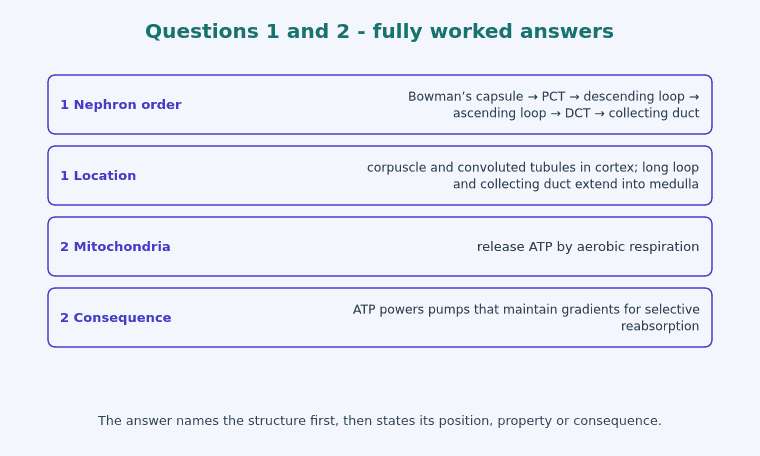 Questions 1 and 2 - fully worked answers
1 Nephron order
Bowman’s capsule → PCT → descending loop →
ascending loop → DCT → collecting duct
1 Location
corpuscle and convoluted tubules in cortex; long loop
and collecting duct extend into medulla
2 Mitochondria
release ATP by aerobic respiration
2 Consequence
ATP powers pumps that maintain gradients for selective
reabsorption
The answer names the structure first, then states its position, property or consequence.